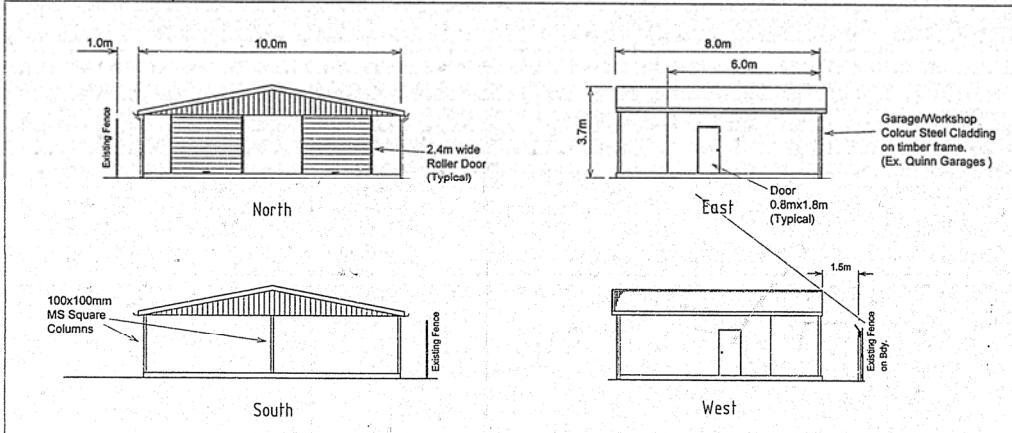 1.0m
10.0m
Existing Fence
2.4m wide
Roller Door
(Typical)
North
8.0m
6.0m
3.7m
Garage/Workshop
Colour Steel Cladding
on timber frame.
(Ex. Quinn Garages )
Door
0.8mx1.8m
(Typical)
East
100x100mm
MS Square
Columns
Existing Fence
South
1.5m
Existing Fence
on Bdy.
West